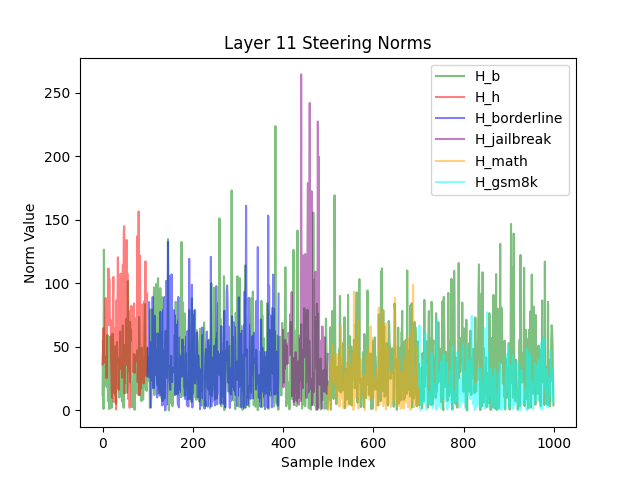 Layer 11 Steering Norms
H_b
H_h
H_borderline
H_jailbreak
H_math
H_gsm8k
Norm Value
250
200
150
100
50
0
0 200 400 600 800 1000
Sample Index